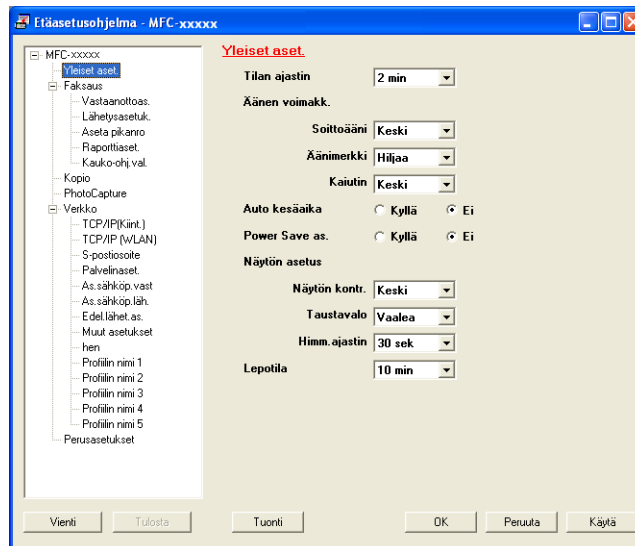 Etäasetusohjelma - MFC-xxxxx
MFC-xxxxx
Yleiset aset.
Faksaus
Vastaanottoas.
Lähetysasetuk.
Aseta pikanro
Raporttiaset.
Kauko-ohj.val.
Kopio
PhotoCapture
Verkko
TCP/IP(Kiint.)
TCP/IP (WLAN)
S-postiosoite
Palvelinaset.
As.sähköp.vast
As.sähköp.läh.
Edel.lähet.as.
Muut asetukset
hen
Profiilin nimi 1
Profiilin nimi 2
Profiilin nimi 3
Profiilin nimi 4
Profiilin nimi 5
Perusasetukset
Yleiset aset.
Tilan ajastin 2 min
Äänen voimakk.
Soittoääni Keski
Äänimerkki Hiljaa
Kaiutin Keski
Auto kesäaika Kyllä Ei
Power Save as. Kyllä Ei
Näytön asetus
Näytön kontr. Keski
Taustavalo Vaalea
Himm.ajastin 30 sek
Lepotila 10 min
Vienti Tulosta Tuonti OK Peruuta Käytä